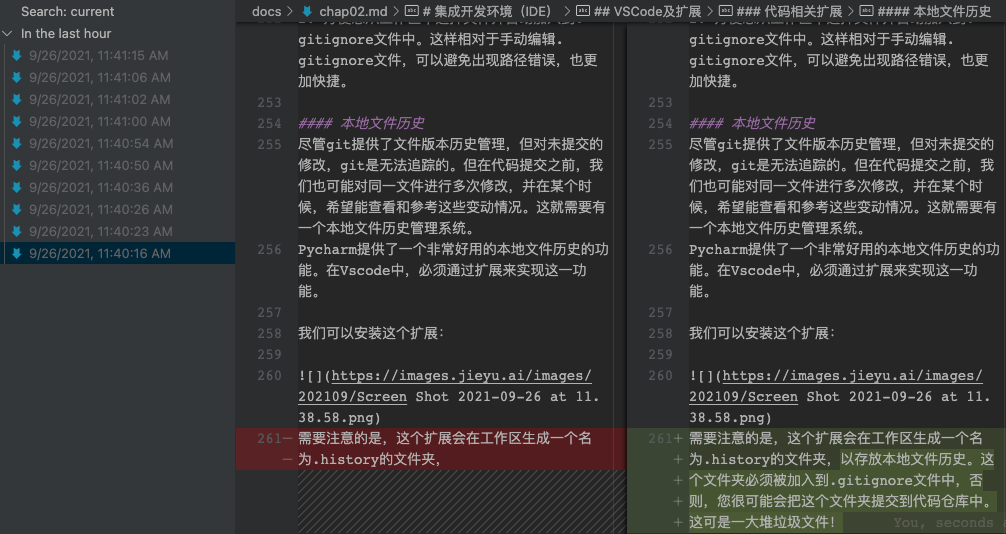 Search: current
In the last hour
9/26/2021, 11:41:15 AM
9/26/2021, 11:41:06 AM
9/26/2021, 11:41:02 AM
9/26/2021, 11:41:00 AM
9/26/2021, 11:40:54 AM
9/26/2021, 11:40:50 AM
9/26/2021, 11:40:36 AM
9/26/2021, 11:40:26 AM
9/26/2021, 11:40:23 AM
9/26/2021, 11:40:16 AM
docs > chap02.md > # 集成开发环境（IDE） > ## VSCode及扩展 > ### 代码相关扩展 > #### 本地文件历史
gitignore文件中。这样相对于手动编辑.
gitignore文件，可以避免出现路径错误，也更
加快捷。
253
254 #### 本地文件历史
255 尽管git提供了文件版本历史管理，但对未提交的
修改，git是无法追踪的。但在代码提交之前，我
们也可能对同一文件进行多次修改，并在某个时
候，希望能查看和参考这些变动情况。这就需要有
一个本地文件历史管理系统。
256 Pycharm提供了一个非常好用的本地文件历史的功
能。在Vscode中，必须通过扩展来实现这一功
能。
257
258 我们可以安装这个扩展：
259
260 ![](https://images.jieyu.ai/images/
202109/Screen Shot 2021-09-26 at 11.
38.58.png)
261— 需要注意的是，这个扩展会在工作区生成一个名
— 为.history的文件夹，
gitignore文件中。这样相对于手动编辑.
gitignore文件，可以避免出现路径错误，也更
加快捷。
253
254 #### 本地文件历史
255 尽管git提供了文件版本历史管理，但对未提交的
修改，git是无法追踪的。但在代码提交之前，我
们也可能对同一文件进行多次修改，并在某个时
候，希望能查看和参考这些变动情况。这就需要有
一个本地文件历史管理系统。
256 Pycharm提供了一个非常好用的本地文件历史的功
能。在Vscode中，必须通过扩展来实现这一功
能。
257
258 我们可以安装这个扩展：
259
260 ![](https://images.jieyu.ai/images/
202109/Screen Shot 2021-09-26 at 11.
38.58.png)
261+ 需要注意的是，这个扩展会在工作区生成一个名
+ 为.history的文件夹，以存放本地文件历史。这
+ 个文件夹必须被加入到.gitignore文件中，否
+ 则，您很可能会把这个文件夹提交到代码仓库中。
+ 这可是一大堆垃圾文件！ You, seconds